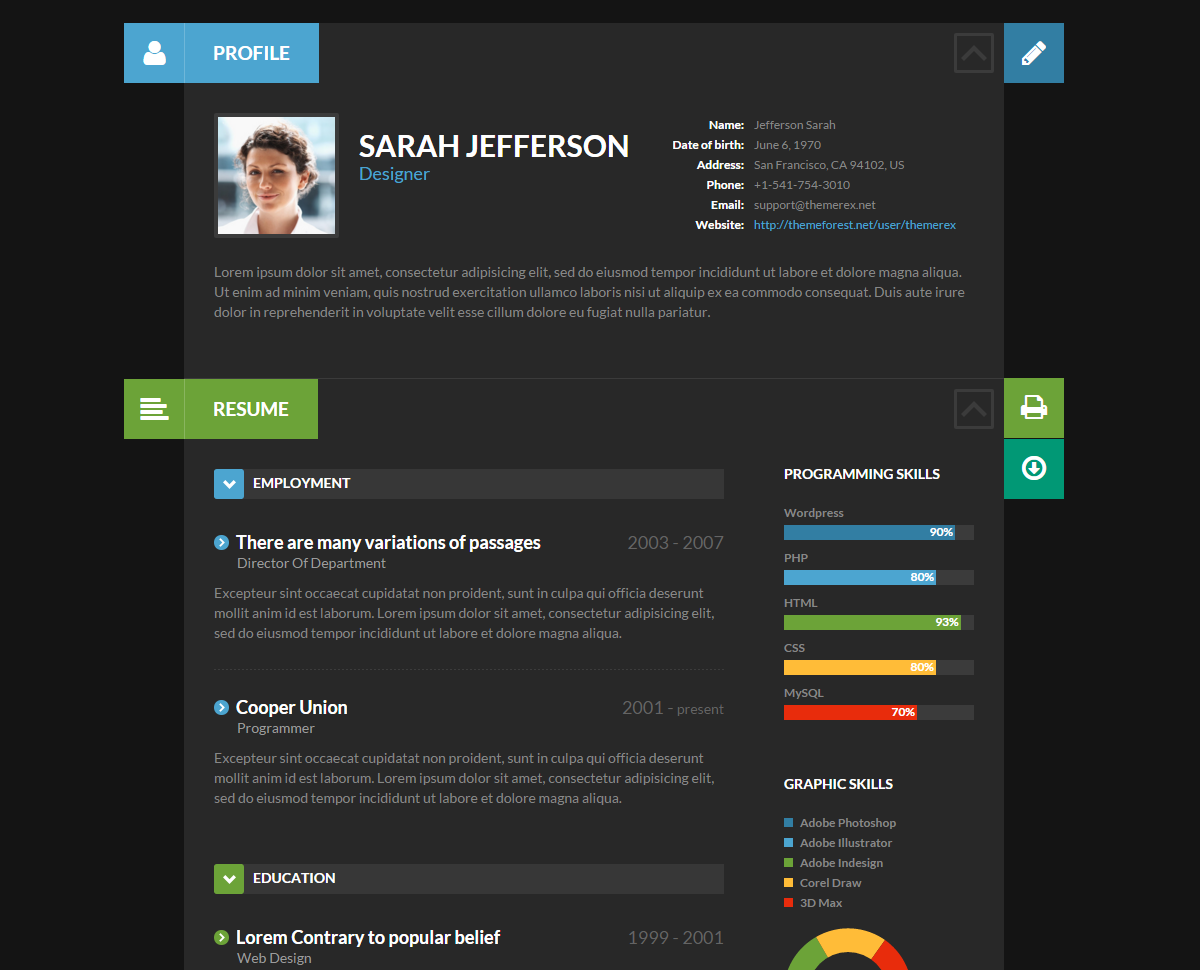 PROFILE
SARAH JEFFERSON
Designer
Name: Jefferson Sarah
Date of birth: June 6, 1970
Address: San Francisco, CA 94102, US
Phone: +1-541-754-3010
Email: support@themerex.net
Website: http://themeforest.net/user/themerex
Lorem ipsum dolor sit amet, consectetur adipisicing elit, sed do eiusmod tempor incididunt ut labore et dolore magna aliqua.
Ut enim ad minim veniam, quis nostrud exercitation ullamco laboris nisi ut aliquip ex ea commodo consequat. Duis aute irure
dolor in reprehenderit in voluptate velit esse cillum dolore eu fugiat nulla pariatur.
RESUME
EMPLOYMENT
There are many variations of passages 2003 - 2007
Director Of Department
Excepteur sint occaecat cupidatat non proident, sunt in culpa qui officia deserunt
mollit anim id est laborum. Lorem ipsum dolor sit amet, consectetur adipisicing elit,
sed do eiusmod tempor incididunt ut labore et dolore magna aliqua.
Cooper Union 2001 - present
Programmer
Excepteur sint occaecat cupidatat non proident, sunt in culpa qui officia deserunt
mollit anim id est laborum. Lorem ipsum dolor sit amet, consectetur adipisicing elit,
sed do eiusmod tempor incididunt ut labore et dolore magna aliqua.
EDUCATION
Lorem Contrary to popular belief 1999 - 2001
Web Design
PROGRAMMING SKILLS
Wordpress
90%
PHP
80%
HTML
93%
CSS
80%
MySQL
70%
GRAPHIC SKILLS
Adobe Photoshop
Adobe Illustrator
Adobe Indesign
Corel Draw
3D Max